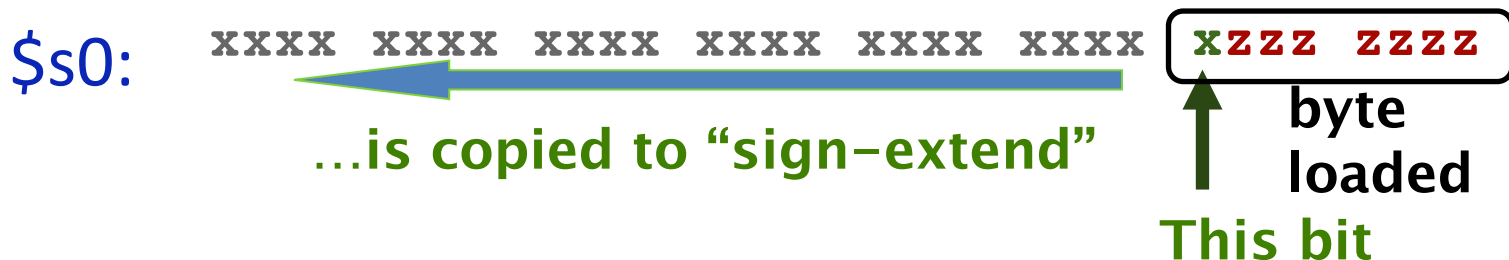 $s0: xxxx xxxx xxxx xxxx xxxx xxxx xzzz zzzz
…is copied to “sign-extend”
byte
loaded
This bit